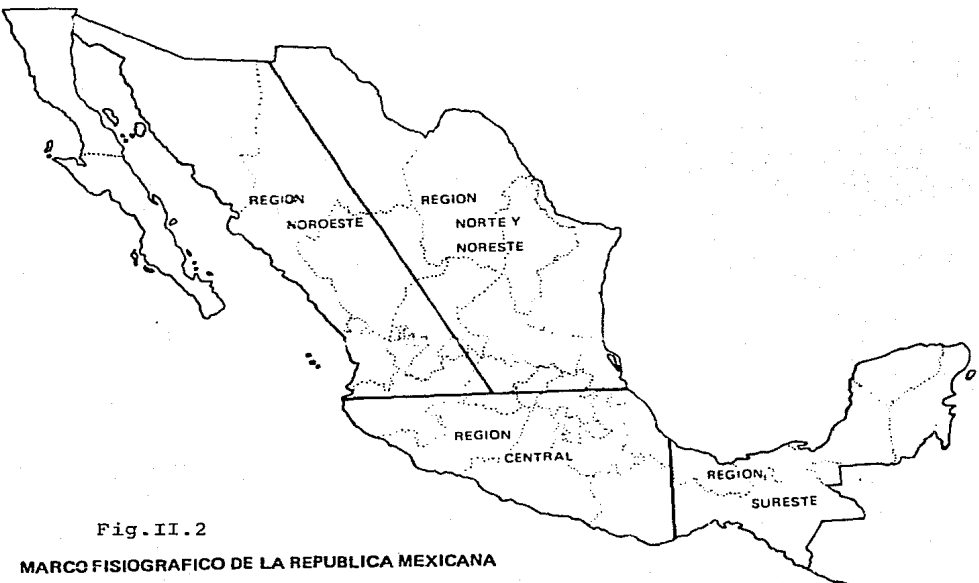 REGION
NOROESTE
REGION
NORTE Y
NORESTE
REGION
CENTRAL
REGION
SURESTE
Fig.II.2
MARCO FISIOGRAFICO DE LA REPUBLICA MEXICANA